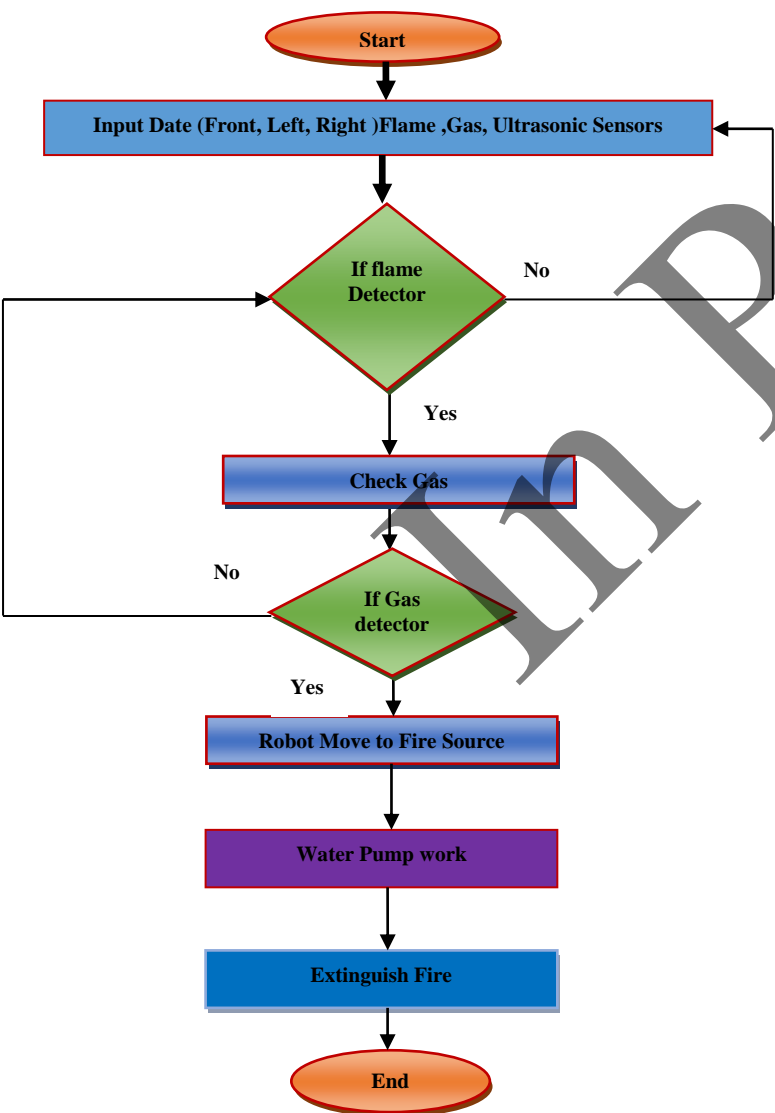 Start
Input Date (Front, Left, Right )Flame ,Gas, Ultrasonic Sensors
If flame
Detector
No
Yes
Check Gas
No
If Gas
detector
Yes
Robot Move to Fire Source
Water Pump work
Extinguish Fire
End
In P